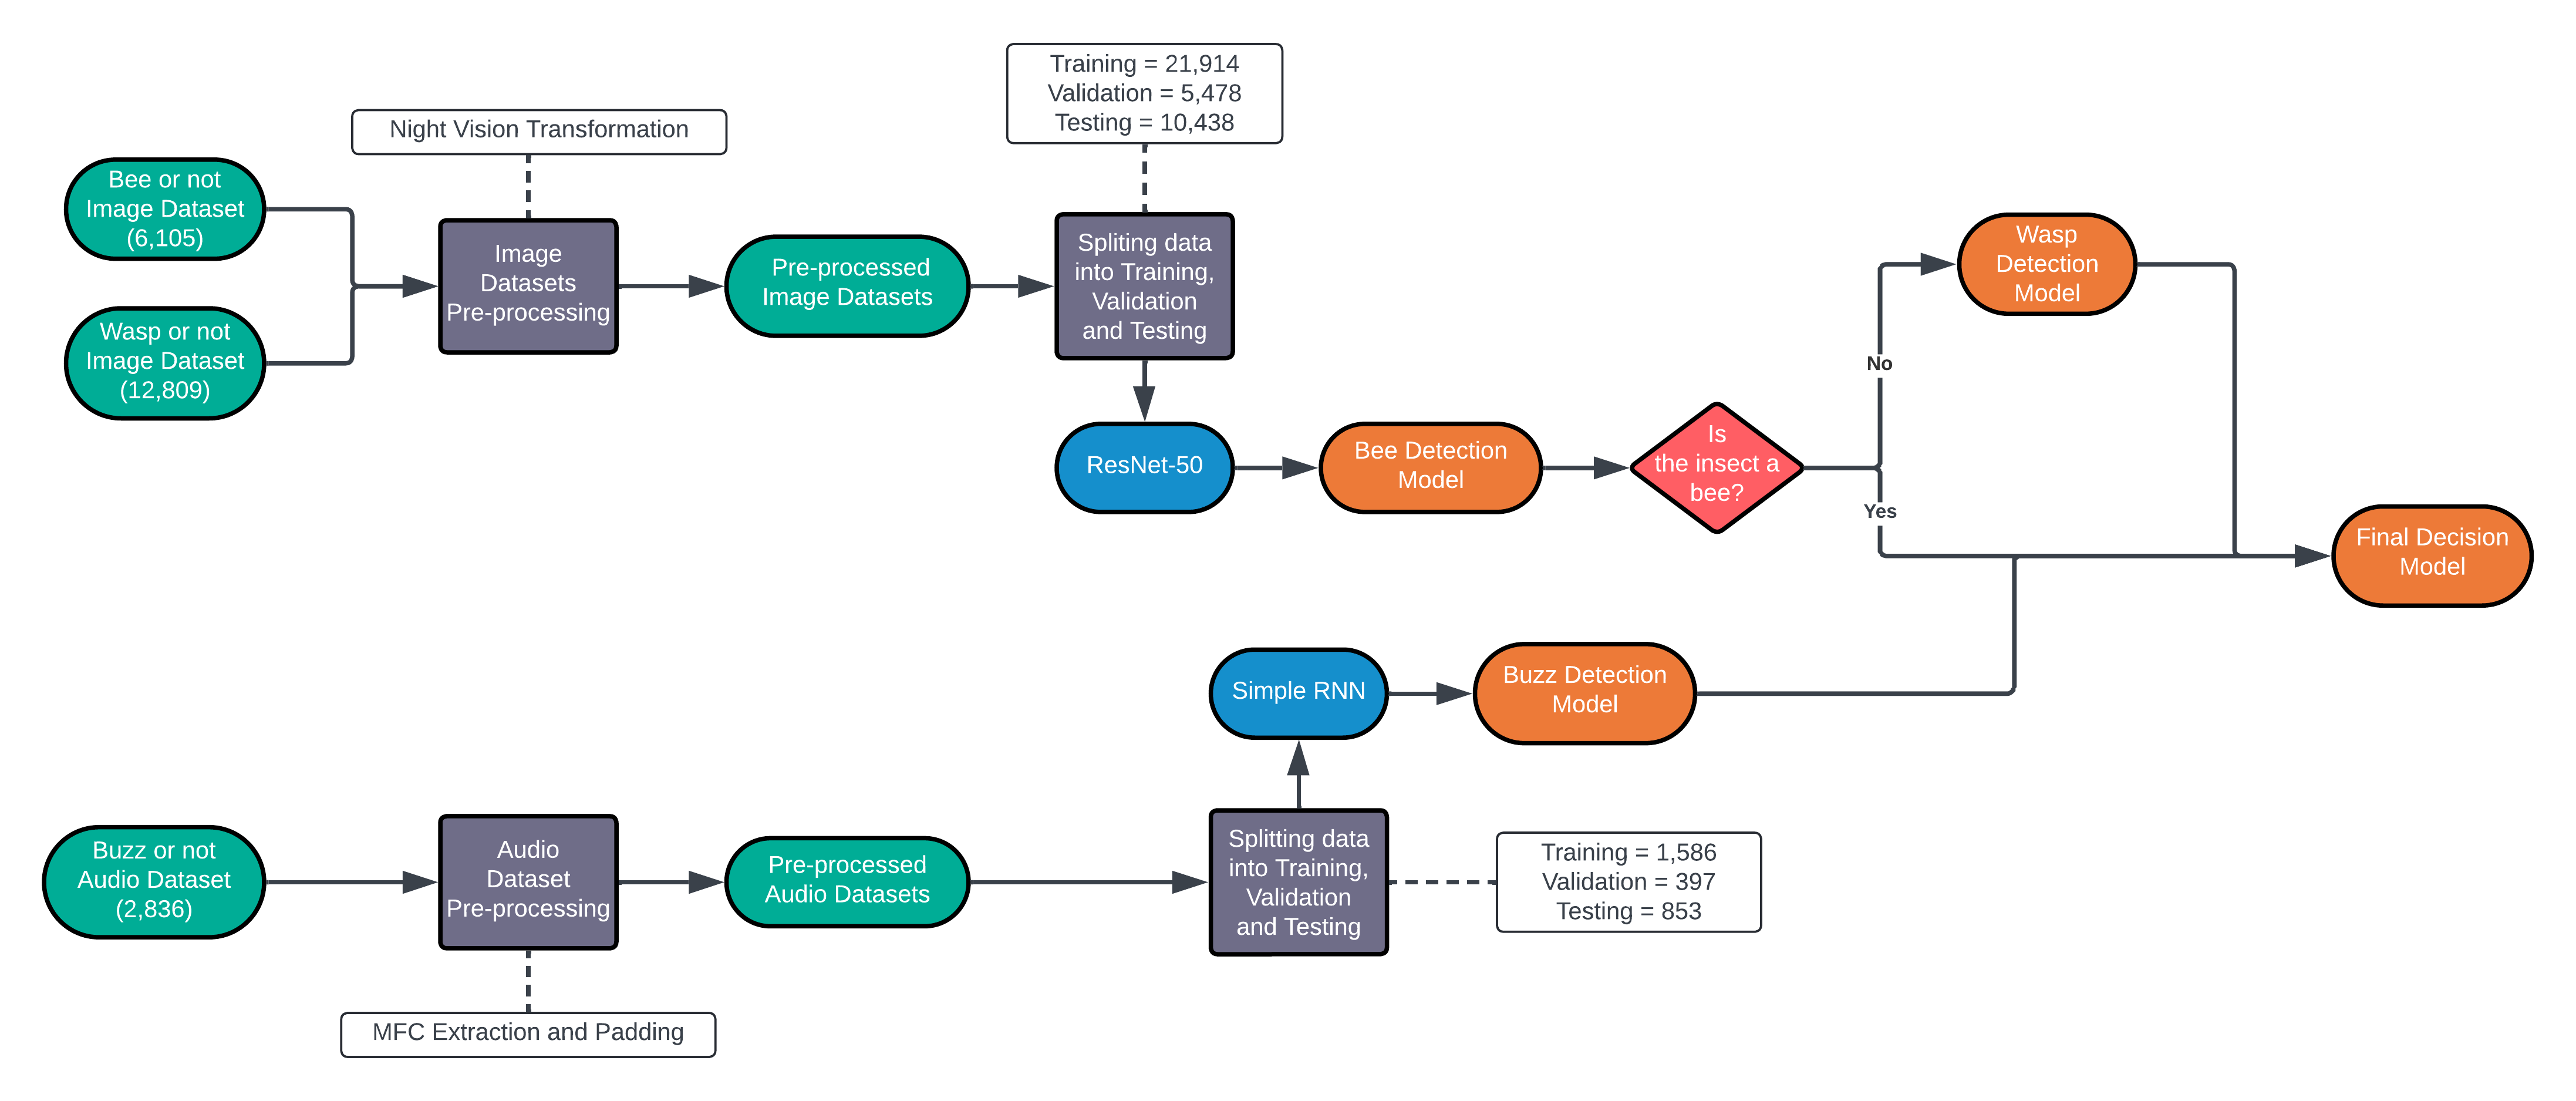 Training = 21,914
Validation = 5,478
Testing = 10,438
Night Vision Transformation
Bee or not
Image Dataset
(6,105)
Wasp or not
Image Dataset
(12,809)
Image
Datasets
Pre-processing
Pre-processed
Image Datasets
Spliting data
into Training,
Validation
and Testing
ResNet-50
Bee Detection
Model
Is
the insect a
bee?
No
Yes
Wasp
Detection
Model
Final Decision
Model
Simple RNN
Buzz Detection
Model
Buzz or not
Audio Dataset
(2,836)
Audio
Dataset
Pre-processing
Pre-processed
Audio Datasets
Splitting data
into Training,
Validation
and Testing
Training = 1,586
Validation = 397
Testing = 853
MFC Extraction and Padding